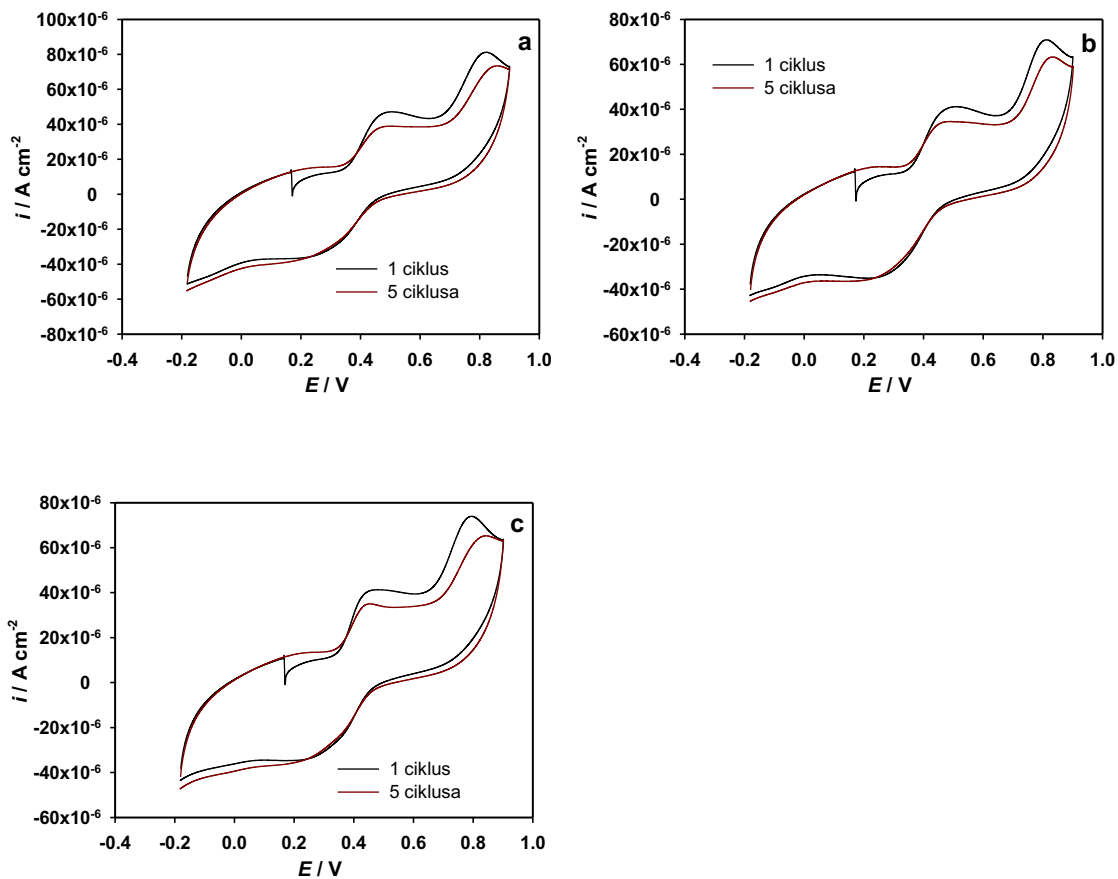 a
100x10-6
80x10-6
60x10-6
40x10-6
20x10-6
0
-20x10-6
-40x10-6
-60x10-6
-80x10-6
i / A cm-2
1 ciklus
5 ciklusa
-0.4 -0.2 0.0 0.2 0.4 0.6 0.8 1.0
E / V
b
80x10-6
60x10-6
40x10-6
20x10-6
0
-20x10-6
-40x10-6
-60x10-6
i / A cm-2
1 ciklus
5 ciklusa
-0.4 -0.2 0.0 0.2 0.4 0.6 0.8 1.0
E / V
c
80x10-6
60x10-6
40x10-6
20x10-6
0
-20x10-6
-40x10-6
-60x10-6
i / A cm-2
1 ciklus
5 ciklusa
-0.4 -0.2 0.0 0.2 0.4 0.6 0.8 1.0
E / V